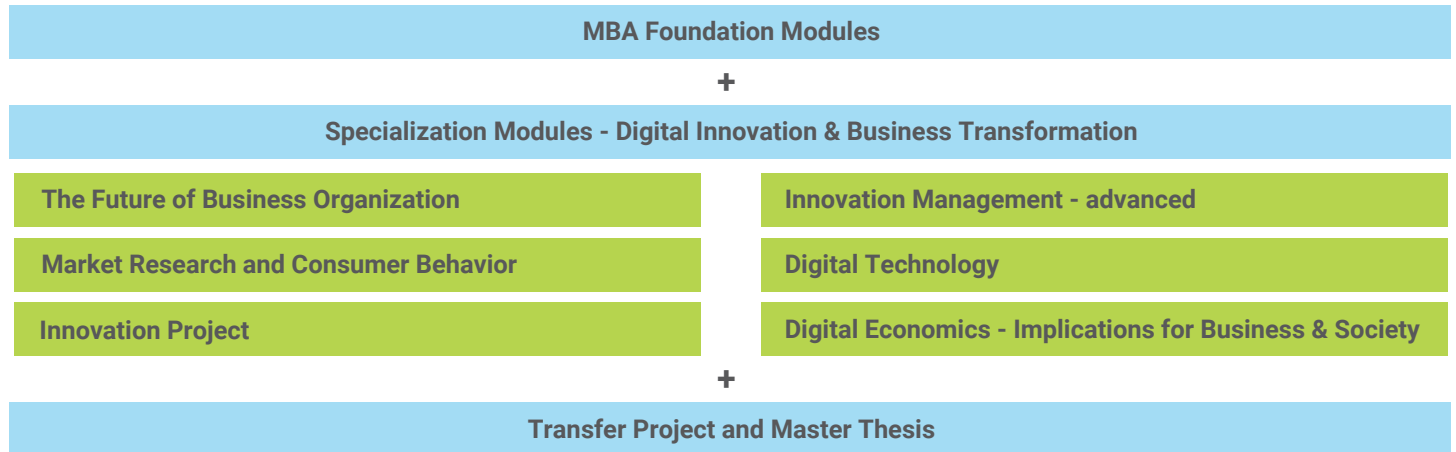 MBA Foundation Modules
+
Specialization Modules - Digital Innovation & Business Transformation
The Future of Business Organization
Innovation Management - advanced
Market Research and Consumer Behavior
Digital Technology
Innovation Project
Digital Economics - Implications for Business & Society
+
Transfer Project and Master Thesis